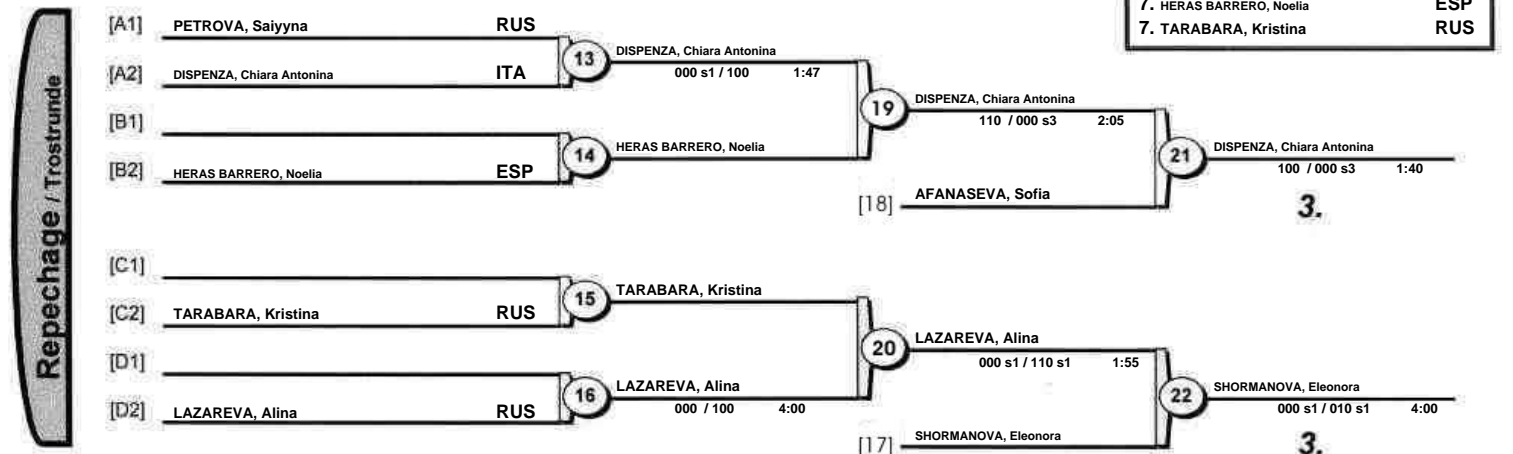 7. HERAS BARRERO, Noelia ESP
7. TARABARA, Kristina RUS
Repechage / Trostrunde
[A1] PETROVA, Saiyyna RUS
13
DISPENZA, Chiara Antonina
000 s1 / 100 1:47
[A2] DISPENZA, Chiara Antonina ITA
19
DISPENZA, Chiara Antonina
110 / 000 s3 2:05
[B1]
14
HERAS BARRERO, Noelia
[B2] HERAS BARRERO, Noelia ESP
21
DISPENZA, Chiara Antonina
100 / 000 s3 1:40
[18] AFANASEVA, Sofia
3.
[C1]
15
TARABARA, Kristina
[C2] TARABARA, Kristina RUS
20
LAZAREVA, Alina
000 s1 / 110 s1 1:55
[D1]
16
LAZAREVA, Alina
000 / 100 4:00
[D2] LAZAREVA, Alina RUS
22
SHORMANOVA, Eleonora
000 s1 / 010 s1 4:00
[17] SHORMANOVA, Eleonora
3.